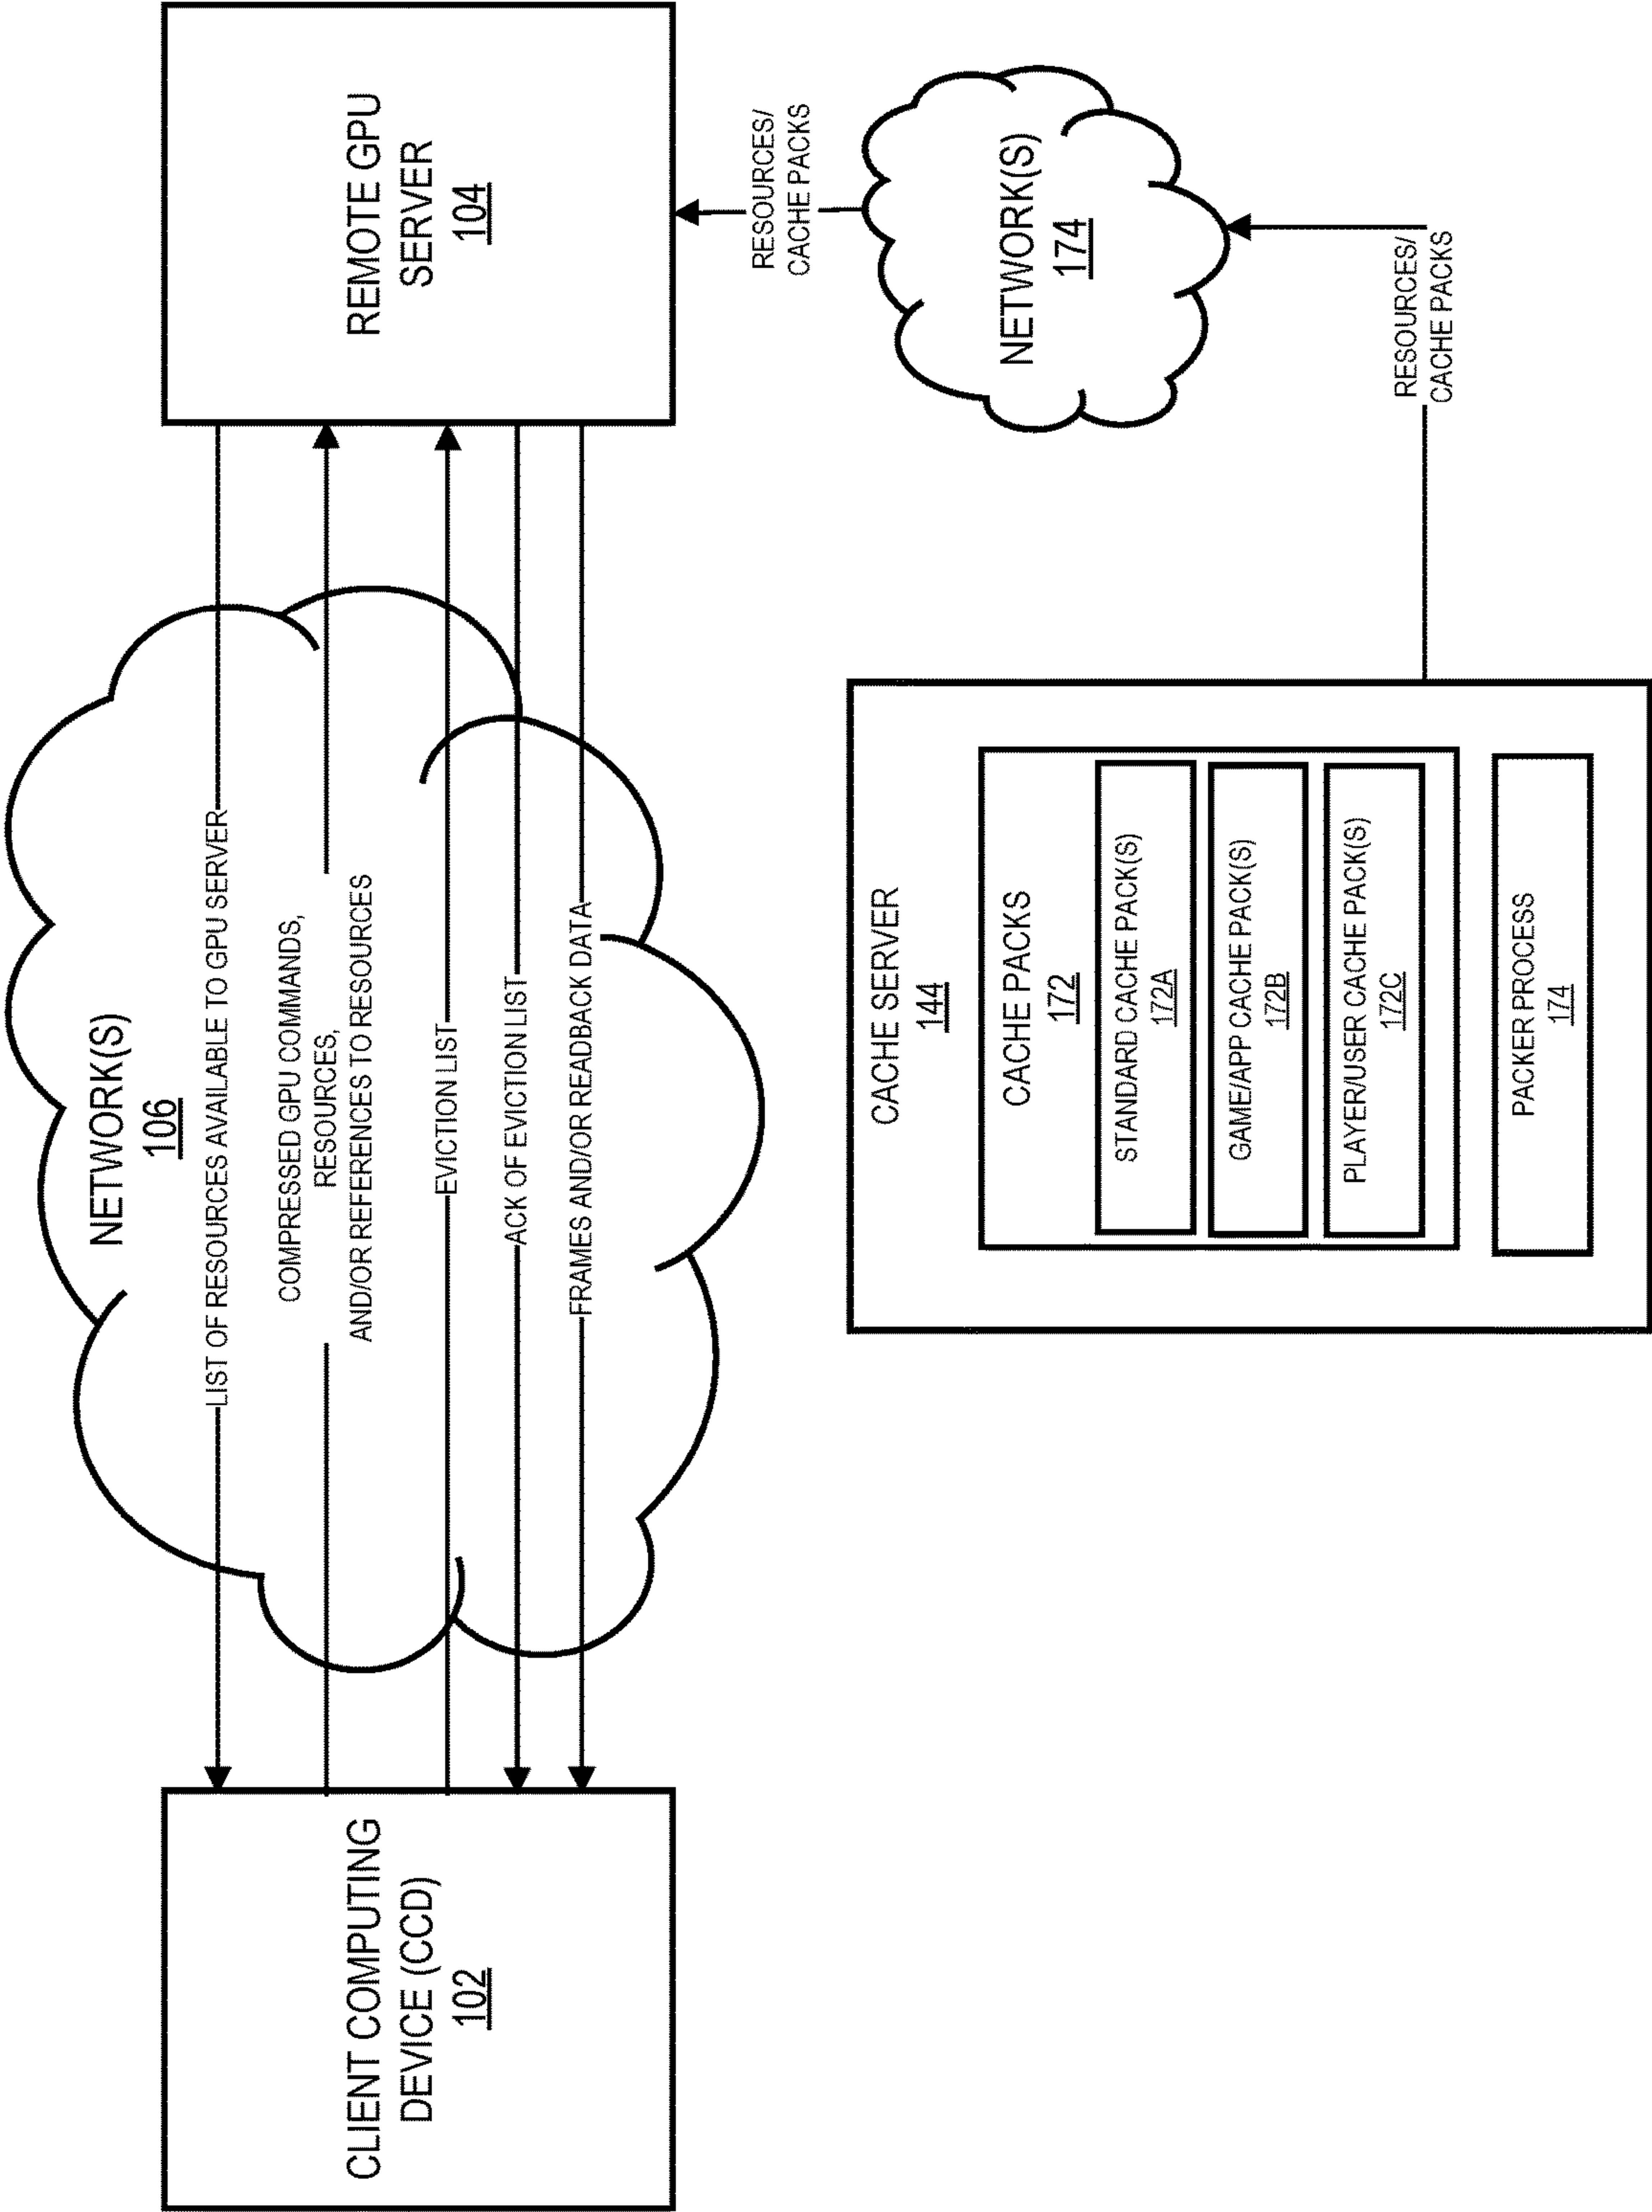 CLIENT COMPUTING
DEVICE (CCD)
102
NETWORK(S)
106
LIST OF RESOURCES AVAILABLE TO GPU SERVER
COMPRESSED GPU COMMANDS,
RESOURCES,
AND/OR REFERENCES TO RESOURCES
EVICTION LIST
ACK OF EVICTION LIST
FRAMES AND/OR READBACK DATA
REMOTE GPU
SERVER
104
RESOURCES/
CACHE PACKS
NETWORK(S)
174
RESOURCES/
CACHE PACKS
CACHE SERVER
144
CACHE PACKS
172
STANDARD CACHE PACK(S)
172A
GAME/APP CACHE PACK(S)
172B
PLAYER/USER CACHE PACK(S)
172C
PACKER PROCESS
174